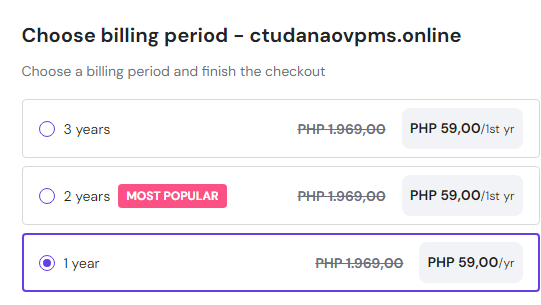 Choose billing period - ctudanaovpms.online
Choose a billing period and finish the checkout
3 years PHP 1.969,00 PHP 59,00/1st yr
2 years MOST POPULAR PHP 1.969,00 PHP 59,00/1st yr
1 year PHP 1.969,00 PHP 59,00/yr